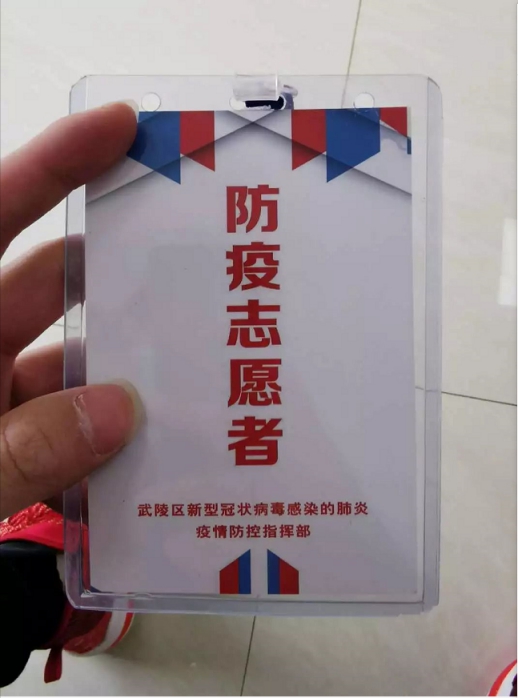 防疫志愿者
武陵区新型冠状病毒感染的肺炎
疫情防控指挥部